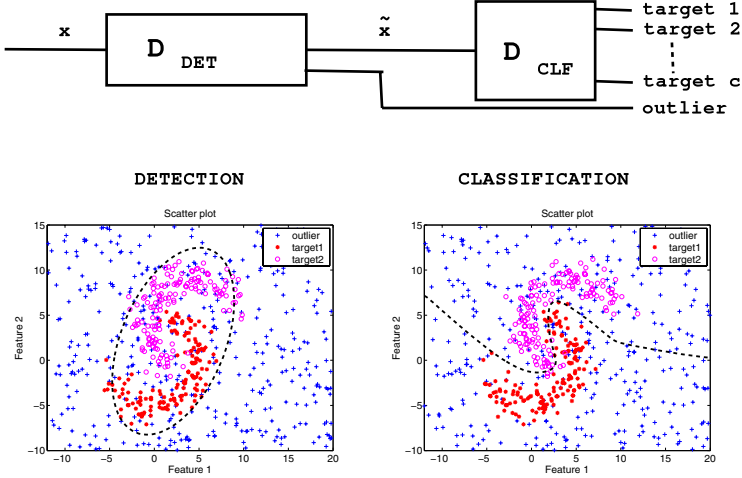 x
D DET
x̃
D CLF
target 1
target 2
target c
outlier
DETECTION
CLASSIFICATION
Scatter plot
outlier
target1
target2
15
10
5
0
−5
−10
−10 −5 0 5 10 15 20
Feature 1
Feature 2
Scatter plot
outlier
target1
target2
15
10
5
0
−5
−10
−10 −5 0 5 10 15 20
Feature 1
Feature 2